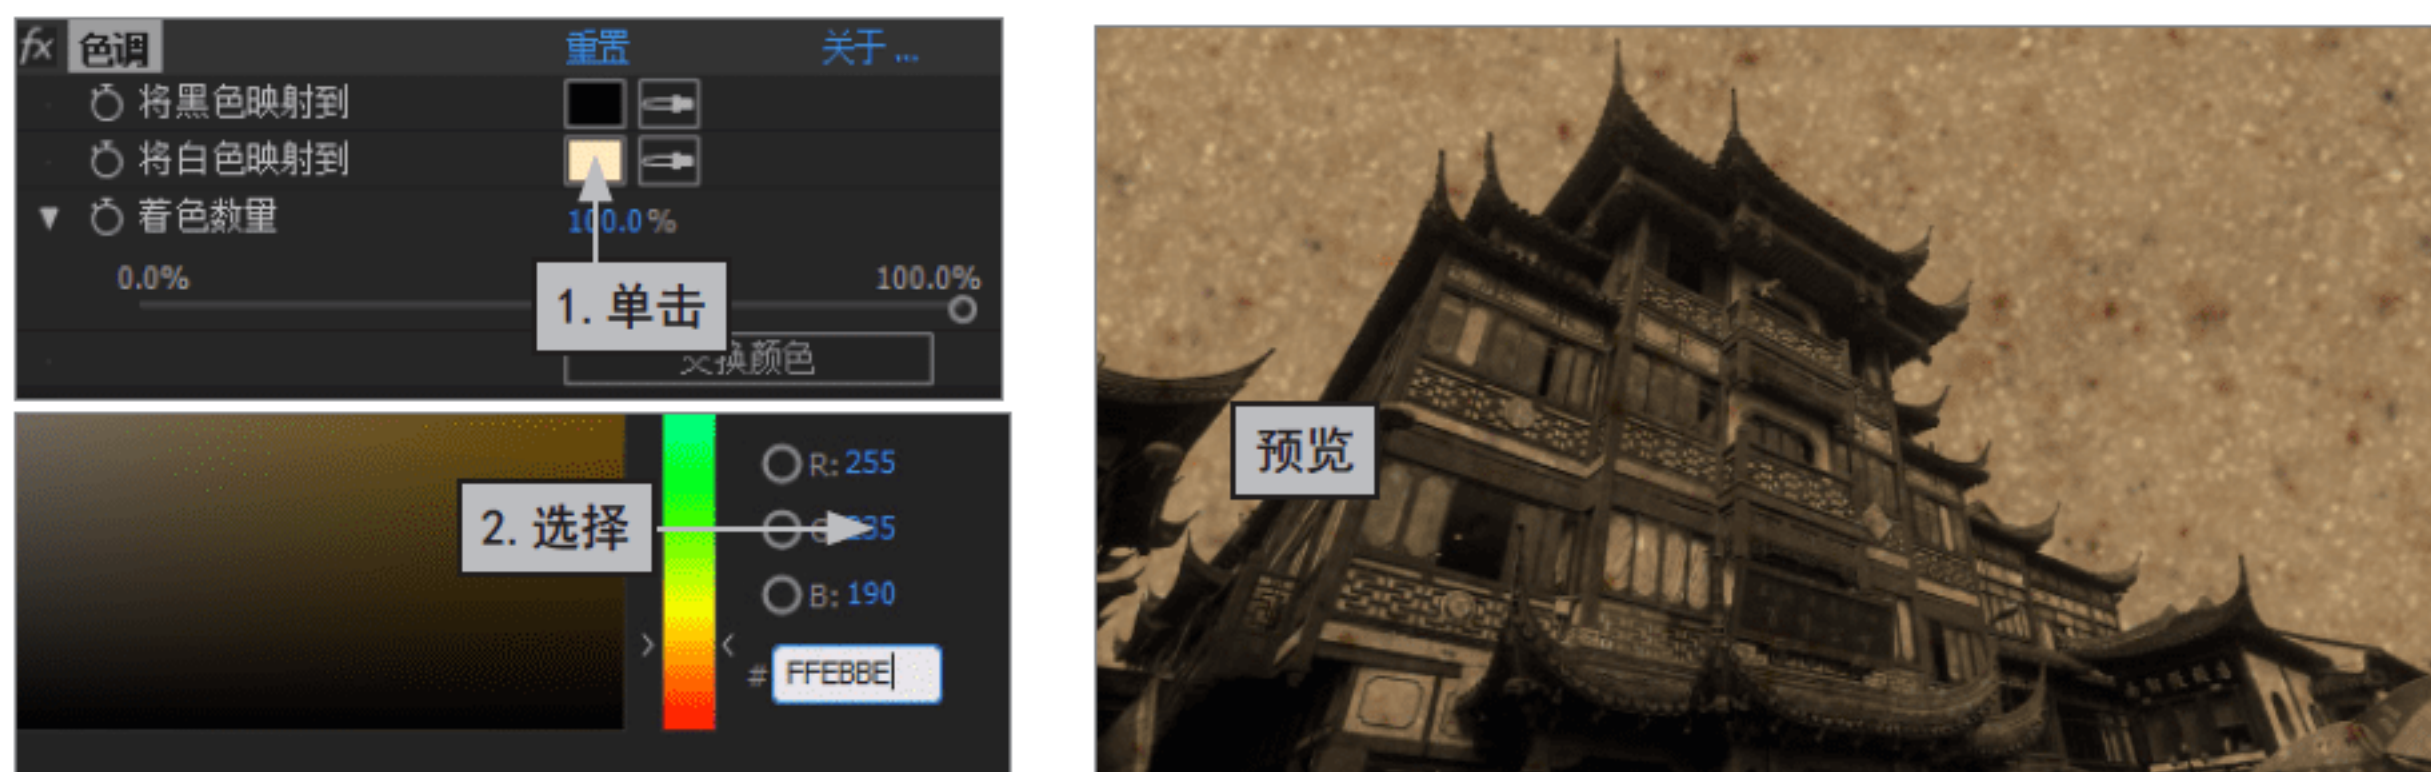 fx 色调 重置 关于...
将黑色映射到
将白色映射到
着色数量 100.0%
0.0% 100.0%
1. 单击
交换颜色
R: 255
2. 选择
G: 235
B: 190
# FFEBBE
预览